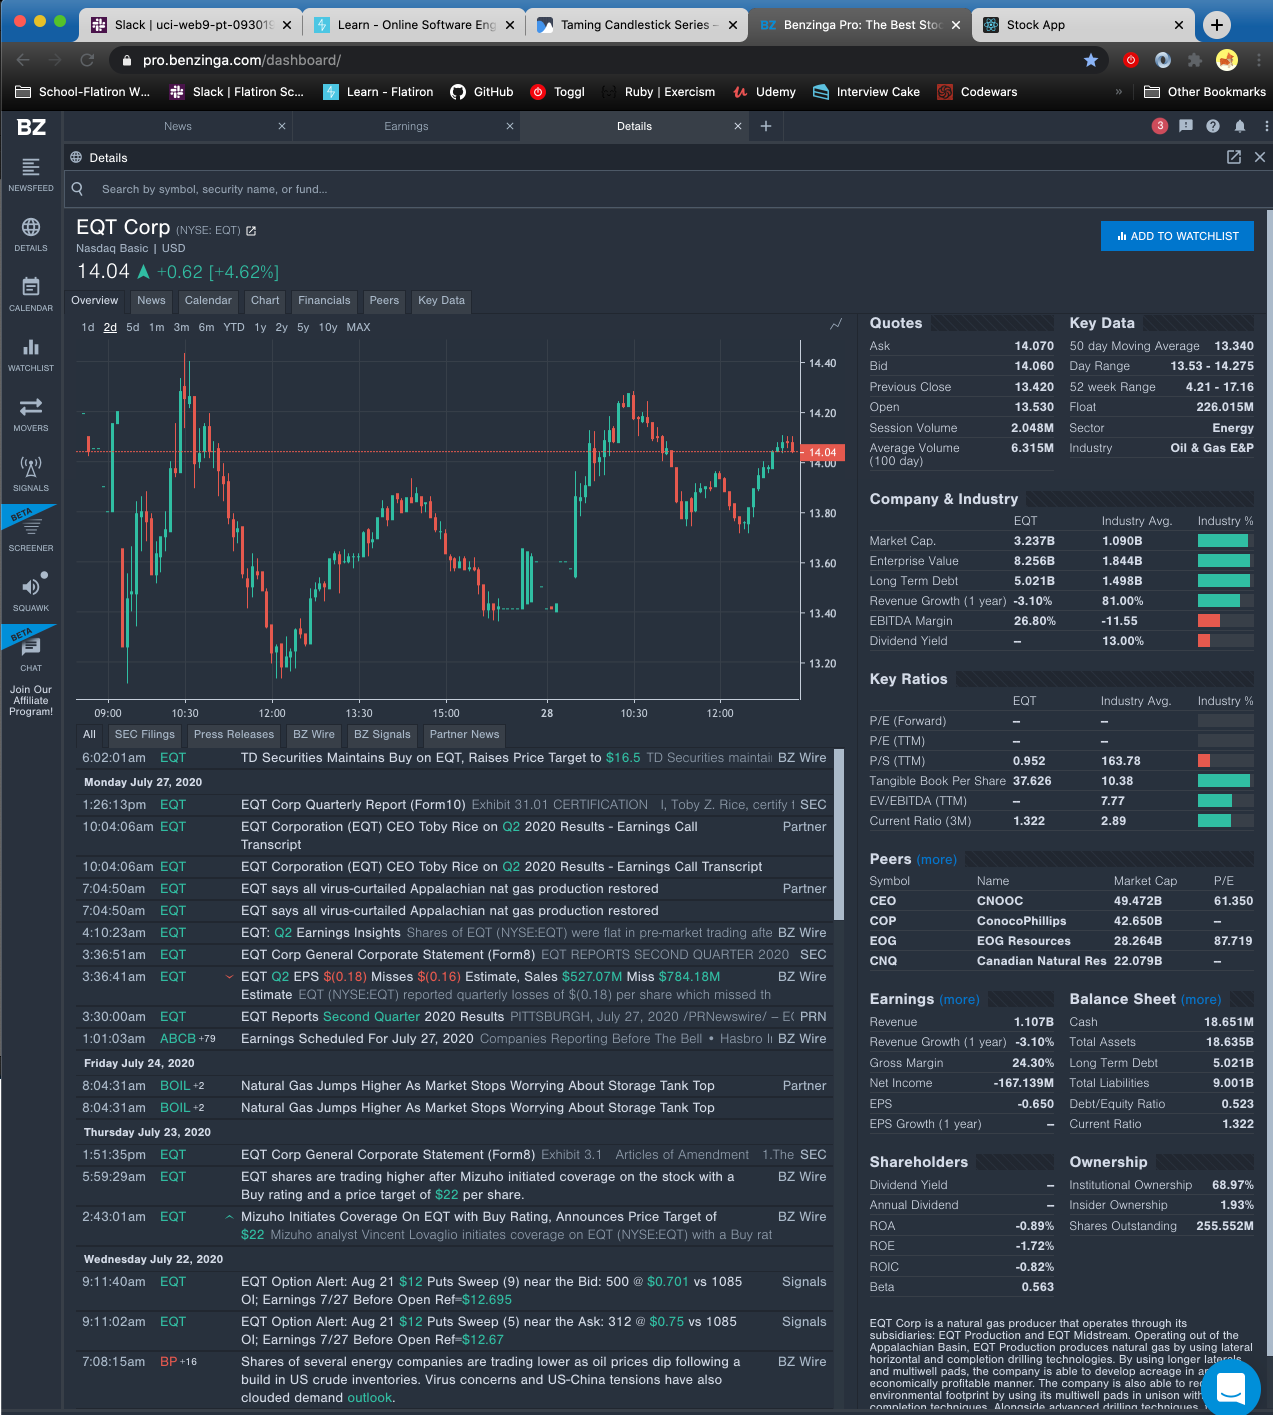 Slack | uci-web9-pt-09301
Learn - Online Software Eng
Taming Candlestick Series –
Benzinga Pro: The Best Stoc
Stock App
pro.benzinga.com/dashboard/
School-Flatiron W...
Slack | Flatiron Sc...
Learn - Flatiron
GitHub
Toggl
Ruby | Exercism
Udemy
Interview Cake
Codewars
»
Other Bookmarks
BZ
News
Earnings
Details
3
NEWSFEED
DETAILS
CALENDAR
WATCHLIST
MOVERS
SIGNALS
BETA
SCREENER
SQUAWK
BETA
CHAT
Join Our
Affiliate
Program!
Details
Search by symbol, security name, or fund...
EQT Corp (NYSE: EQT)
Nasdaq Basic | USD
14.04 +0.62 [+4.62%]
ADD TO WATCHLIST
Overview News Calendar Chart Financials Peers Key Data
1d 2d 5d 1m 3m 6m YTD 1y 2y 5y 10y MAX
14.40
14.20
14.04
14.00
13.80
13.60
13.40
13.20
09:00 10:30 12:00 13:30 15:00 28 10:30 12:00
All SEC Filings Press Releases BZ Wire BZ Signals Partner News
6:02:01am EQT TD Securities Maintains Buy on EQT, Raises Price Target to $16.5 TD Securities maintai BZ Wire
Monday July 27, 2020
1:26:13pm EQT EQT Corp Quarterly Report (Form10) Exhibit 31.01 CERTIFICATION I, Toby Z. Rice, certify t SEC
10:04:06am EQT EQT Corporation (EQT) CEO Toby Rice on Q2 2020 Results - Earnings Call Partner
Transcript
10:04:06am EQT EQT Corporation (EQT) CEO Toby Rice on Q2 2020 Results - Earnings Call Transcript
7:04:50am EQT EQT says all virus-curtailed Appalachian nat gas production restored Partner
7:04:50am EQT EQT says all virus-curtailed Appalachian nat gas production restored
4:10:23am EQT EQT: Q2 Earnings Insights Shares of EQT (NYSE:EQT) were flat in pre-market trading afte BZ Wire
3:36:51am EQT EQT Corp General Corporate Statement (Form8) EQT REPORTS SECOND QUARTER 2020 SEC
3:36:41am EQT EQT Q2 EPS $(0.18) Misses $(0.16) Estimate, Sales $527.07M Miss $784.18M BZ Wire
Estimate EQT (NYSE:EQT) reported quarterly losses of $(0.18) per share which missed th
3:30:00am EQT EQT Reports Second Quarter 2020 Results PITTSBURGH, July 27, 2020 /PRNewswire/ – EC PRN
1:01:03am ABCB +79 Earnings Scheduled For July 27, 2020 Companies Reporting Before The Bell • Hasbro I BZ Wire
Friday July 24, 2020
8:04:31am BOIL +2 Natural Gas Jumps Higher As Market Stops Worrying About Storage Tank Top Partner
8:04:31am BOIL +2 Natural Gas Jumps Higher As Market Stops Worrying About Storage Tank Top
Thursday July 23, 2020
1:51:35pm EQT EQT Corp General Corporate Statement (Form8) Exhibit 3.1 Articles of Amendment 1.The SEC
5:59:29am EQT EQT shares are trading higher after Mizuho initiated coverage on the stock with a BZ Wire
Buy rating and a price target of $22 per share.
2:43:01am EQT Mizuho Initiates Coverage On EQT with Buy Rating, Announces Price Target of BZ Wire
$22 Mizuho analyst Vincent Lovaglio initiates coverage on EQT (NYSE:EQT) with a Buy rat
Wednesday July 22, 2020
9:11:40am EQT EQT Option Alert: Aug 21 $12 Puts Sweep (9) near the Bid: 500 @ $0.701 vs 1085 Signals
OI; Earnings 7/27 Before Open Ref=$12.695
9:11:02am EQT EQT Option Alert: Aug 21 $12 Puts Sweep (5) near the Ask: 312 @ $0.75 vs 1085 Signals
OI; Earnings 7/27 Before Open Ref=$12.67
7:08:15am BP +16 Shares of several energy companies are trading lower as oil prices dip following a BZ Wire
build in US crude inventories. Virus concerns and US-China tensions have also
clouded demand outlook.
Quotes
Ask 14.070
Bid 14.060
Previous Close 13.420
Open 13.530
Session Volume 2.048M
Average Volume 6.315M
(100 day)
Key Data
50 day Moving Average 13.340
Day Range 13.53 - 14.275
52 week Range 4.21 - 17.16
Float 226.015M
Sector Energy
Industry Oil & Gas E&P
Company & Industry
EQT Industry Avg. Industry %
Market Cap. 3.237B 1.090B
Enterprise Value 8.256B 1.844B
Long Term Debt 5.021B 1.498B
Revenue Growth (1 year) -3.10% 81.00%
EBITDA Margin 26.80% -11.55
Dividend Yield – 13.00%
Key Ratios
EQT Industry Avg. Industry %
P/E (Forward) – –
P/E (TTM) – –
P/S (TTM) 0.952 163.78
Tangible Book Per Share 37.626 10.38
EV/EBITDA (TTM) – 7.77
Current Ratio (3M) 1.322 2.89
Peers (more)
Symbol Name Market Cap P/E
CEO CNOOC 49.472B 61.350
COP ConocoPhillips 42.650B –
EOG EOG Resources 28.264B 87.719
CNQ Canadian Natural Res 22.079B –
Earnings (more)
Revenue 1.107B
Revenue Growth (1 year) -3.10%
Gross Margin 24.30%
Net Income -167.139M
EPS -0.650
EPS Growth (1 year) –
Balance Sheet (more)
Cash 18.651M
Total Assets 18.635B
Long Term Debt 5.021B
Total Liabilities 9.001B
Debt/Equity Ratio 0.523
Current Ratio 1.322
Shareholders
Dividend Yield –
Annual Dividend –
ROA -0.89%
ROE -1.72%
ROIC -0.82%
Beta 0.563
Ownership
Institutional Ownership 68.97%
Insider Ownership 1.93%
Shares Outstanding 255.552M
EQT Corp is a natural gas producer that operates through its
subsidiaries: EQT Production and EQT Midstream. Operating out of the
Appalachian Basin, EQT Production produces natural gas by using lateral
horizontal and completion drilling technologies. By using longer laterals
and multiwell pads, the company is able to develop acreage in an
economically profitable manner. The company is also able to re
environmental footprint by using its multiwell pads in unison with
completion techniques. Alongside advanced drilling techniques,